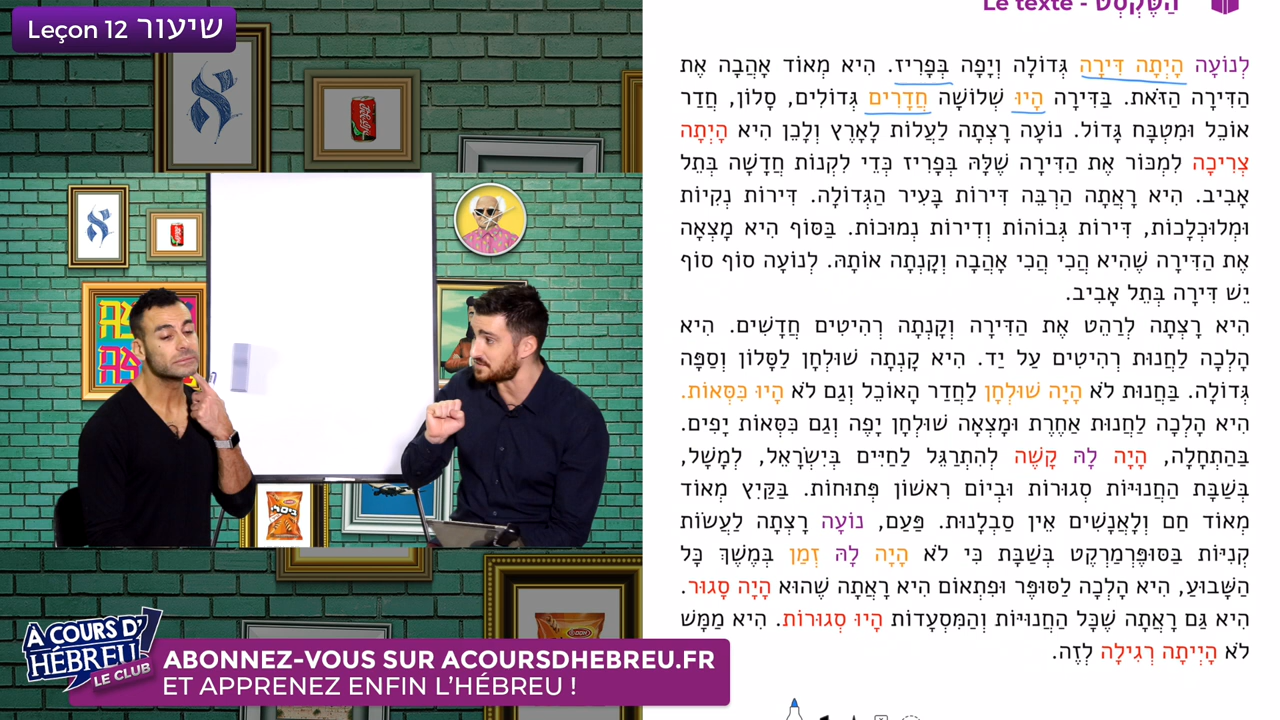 Leçon 12 שיעור
Le texte - הַטֶּקְסְט
לְנוֹעָה הָיְתָה דִּירָה גְּדוֹלָה וְיָפָה בְּפָרִיז. הִיא מְאוֹד אָהֲבָה אֶת
הַדִּירָה הַזֹּאת. בַּדִּירָה הָיוּ שְׁלוֹשָׁה חֲדָרִים גְּדוֹלִים, סָלוֹן, חֲדַר
אוֹכֶל וּמִטְבָּח גָּדוֹל. נוֹעָה רָצְתָה לַעֲלוֹת לָאָרֶץ וְלָכֵן הִיא הָיְתָה
צְרִיכָה לִמְכּוֹר אֶת הַדִּירָה שֶׁלָּהּ בְּפָרִיז כְּדֵי לִקְנוֹת חֲדָשָׁה בְּתֵל
אָבִיב. הִיא רָאֲתָה הַרְבֵּה דִּירוֹת בָּעִיר הַגְּדוֹלָה. דִּירוֹת נְקִיּוֹת
וּמְלוּכְלָכוֹת, דִּירוֹת גְּבוֹהוֹת וְדִירוֹת נְמוּכוֹת. בַּסּוֹף הִיא מָצְאָה
אֶת הַדִּירָה שֶׁהִיא הֲכִי הֲכִי אָהֲבָה וְקָנְתָה אוֹתָהּ. לְנוֹעָה סוֹף סוֹף
יֵשׁ דִּירָה בְּתֵל אָבִיב.
הִיא רָצְתָה לְרַהֵט אֶת הַדִּירָה וְקָנְתָה רְהִיטִים חֲדָשִׁים. הִיא
הָלְכָה לַחֲנוּת רְהִיטִים עַל יַד. הִיא קָנְתָה שׁוּלְחָן לַסָּלוֹן וְסַפָּה
גְּדוֹלָה. בַּחֲנוּת לֹא הָיָה שׁוּלְחָן לַחֲדַר הָאוֹכֶל וְגַם לֹא הָיוּ כִּסְּאוֹת.
הִיא הָלְכָה לַחֲנוּת אַחֶרֶת וּמָצְאָה שׁוּלְחָן יָפֶה וְגַם כִּסְּאוֹת יָפִים.
בַּהַתְחָלָה, הָיָה לָהּ קָשֶׁה לְהִתְרַגֵּל לַחַיִּים בְּיִשְׂרָאֵל, לְמָשָׁל,
בְּשַׁבָּת הַחֲנוּיּוֹת סְגוּרוֹת וּבְיוֹם רִאשׁוֹן פְּתוּחוֹת. בַּקַּיִץ מְאוֹד
מְאוֹד חַם וְלָאֲנָשִׁים אֵין סַבְלָנוּת. פַּעַם, נוֹעָה רָצְתָה לַעֲשׂוֹת
קְנִיּוֹת בַּסּוּפֶּרְמַרְקֶט בְּשַׁבָּת כִּי לֹא הָיָה לָהּ זְמַן בְּמֶשֶׁךְ כָּל
הַשָּׁבוּעַ, הִיא הָלְכָה לַסּוּפֶּר וּפִתְאוֹם הִיא רָאֲתָה שֶׁהוּא הָיָה סָגוּר.
הִיא גַּם רָאֲתָה שֶׁכָּל הַחֲנוּיּוֹת וְהַמִּסְעָדוֹת הָיוּ סְגוּרוֹת. הִיא מַמָּשׁ
לֹא הָיְיתָה רְגִילָה לְזֶה.
A COURS D'
HÉBREU
LE CLUB
ABONNEZ-VOUS SUR ACOURSDHEBREU.FR
ET APPRENEZ ENFIN L'HÉBREU !